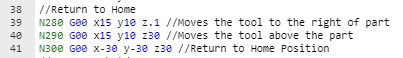 38 //Return to Home
39 N280 G00 x15 y10 z.1 //Moves the tool to the right of part
40 N290 G00 x15 y10 z30 //Moves the tool above the part
41 N300 G00 x-30 y-30 z30 //Return to Home Position